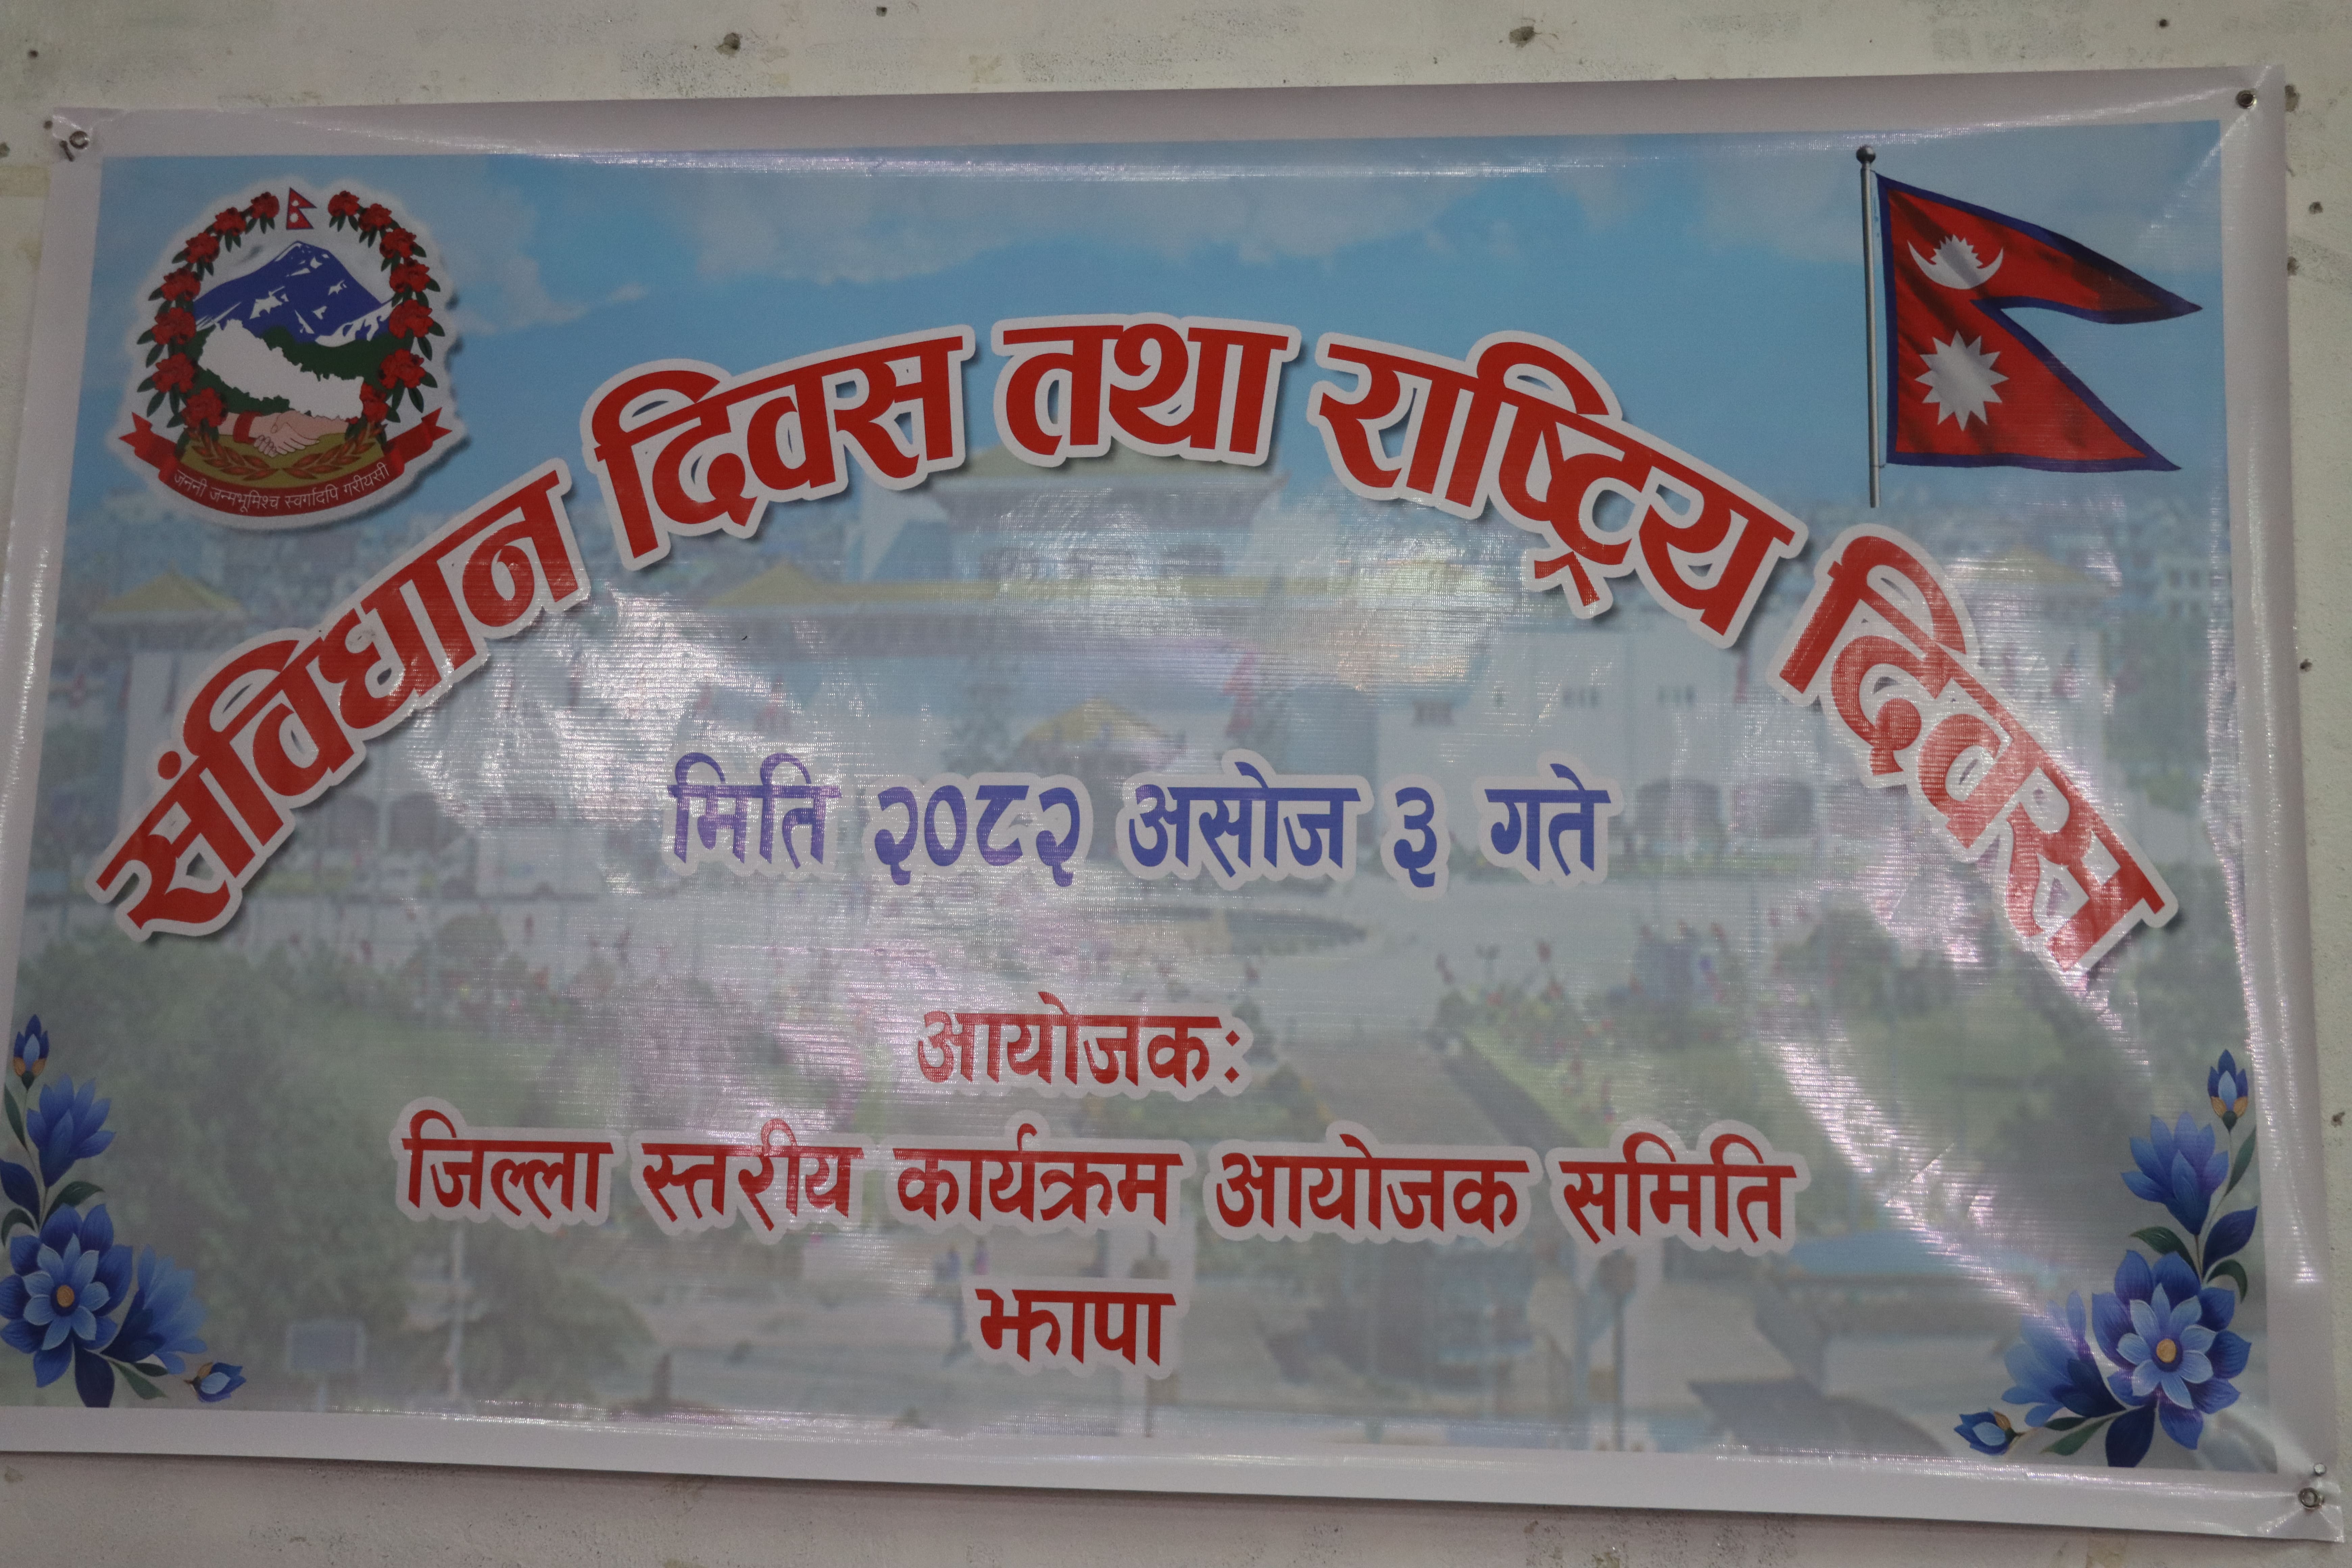 जननी जन्मभूमिश्च स्वर्गादपि गरीयसी
संविधान दिवस तथा राष्ट्रिय दिवस
मिति २०८२ असोज ३ गते
आयोजक:
जिल्ला स्तरीय कार्यक्रम आयोजक समिति
झापा